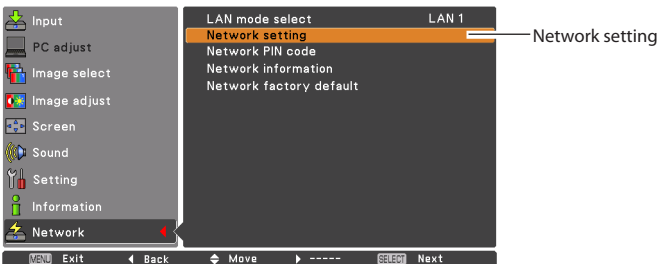 Input
PC adjust
Image select
Image adjust
Screen
Sound
Setting
Information
Network
LAN mode select LAN 1
Network setting
Network PIN code
Network information
Network factory default
Network setting
MENU Exit Back Move ----- SELECT Next